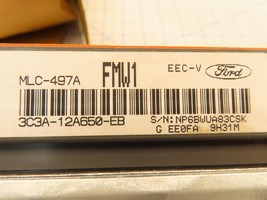 MLC-497A FMW1 EEC-V Ford
3C3A-12A650-EB S/N:NP6BWUA83CSK
G EE0FA 9H31M